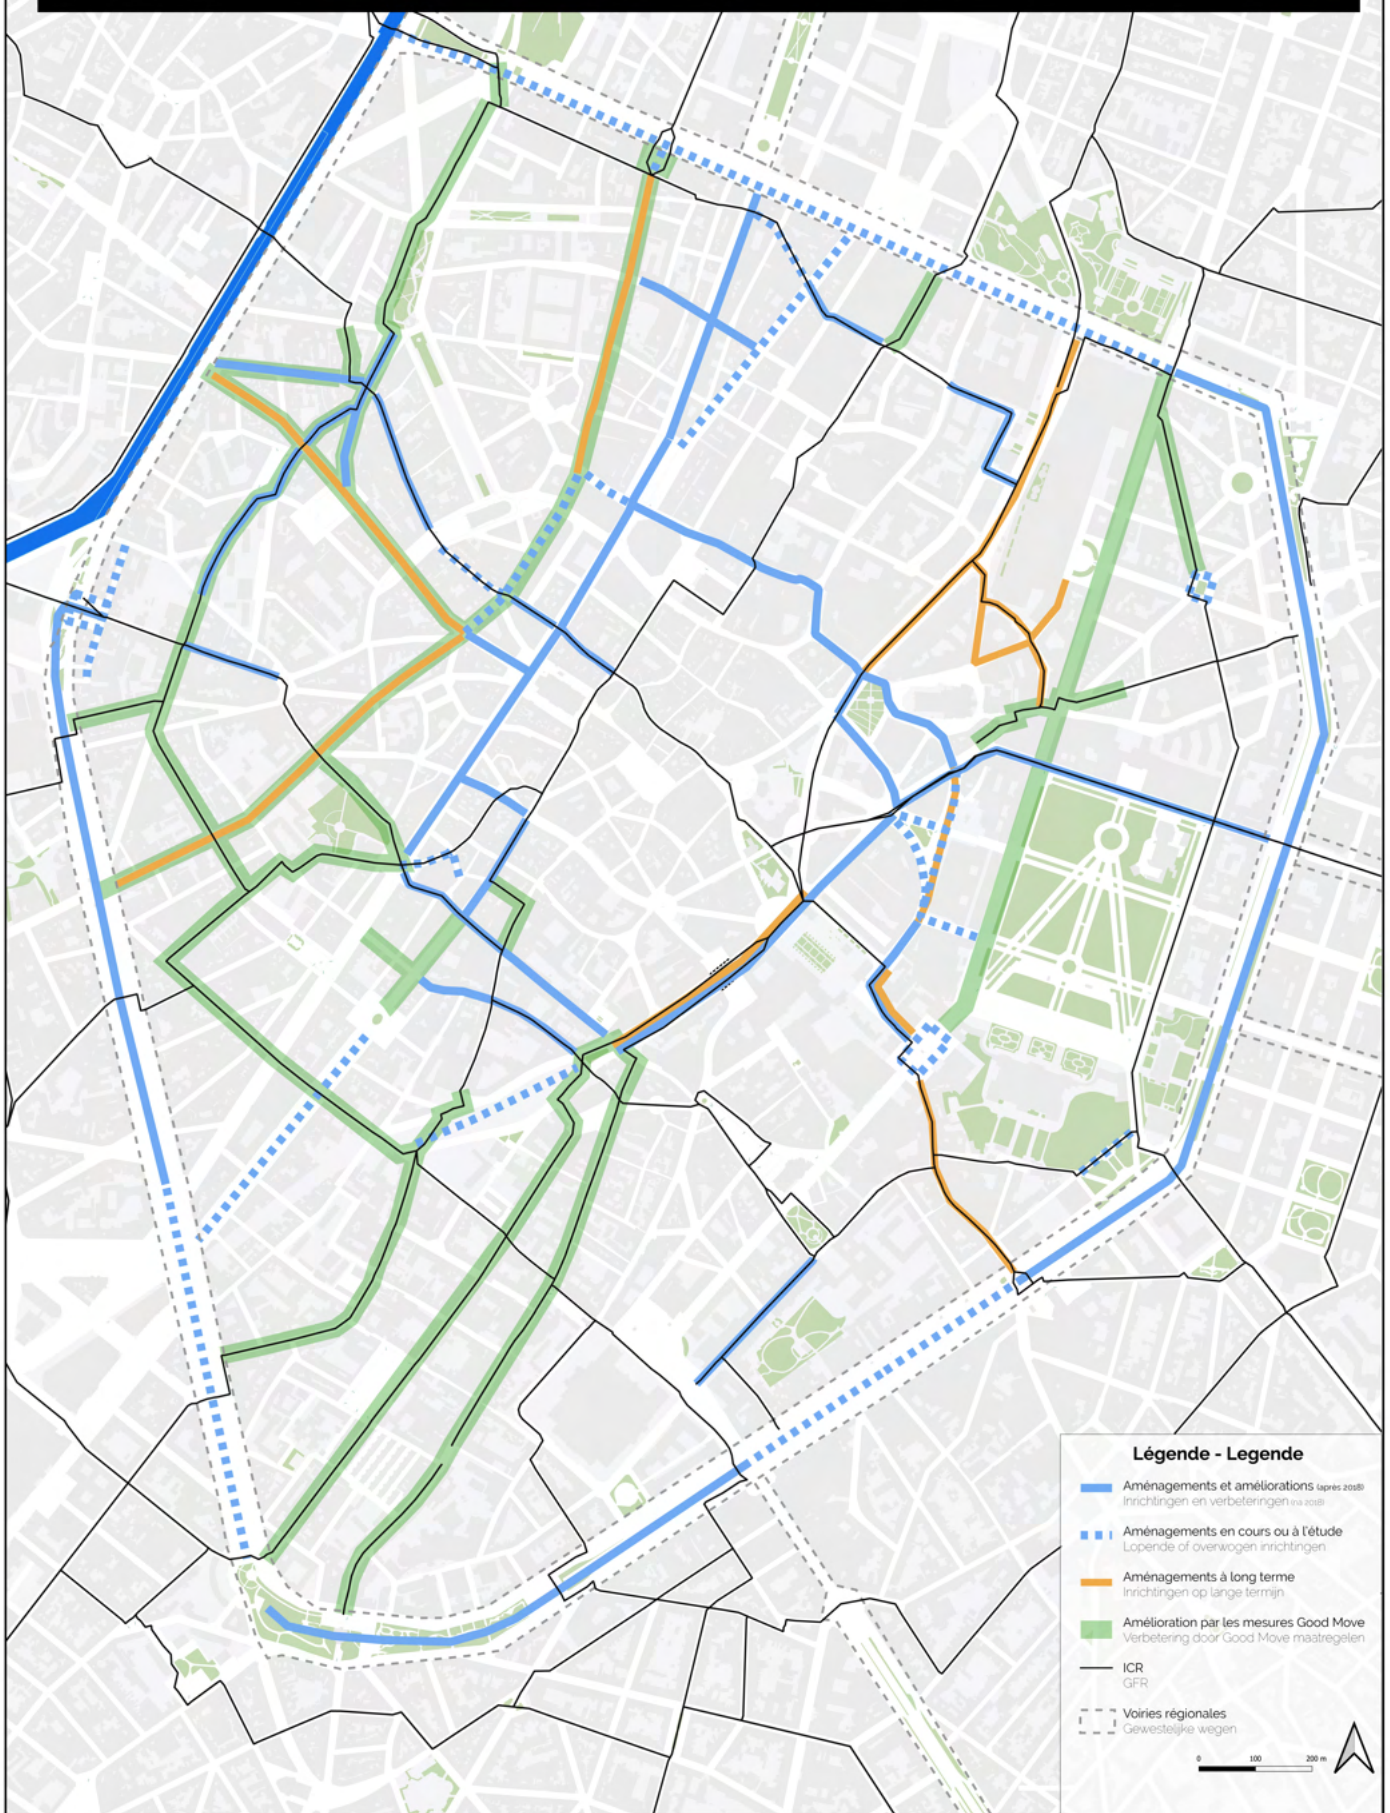 Légende - Legende
Aménagements et améliorations (après 2018)
Inrichtingen en verbeteringen (na 2018)
Aménagements en cours ou à l'étude
Lopende of overwogen inrichtingen
Aménagements à long terme
Inrichtingen op lange termijn
Amélioration par les mesures Good Move
Verbetering door Good Move maatregelen
ICR
GFR
Voiries régionales
Gewestelijke wegen
0 100 200 m